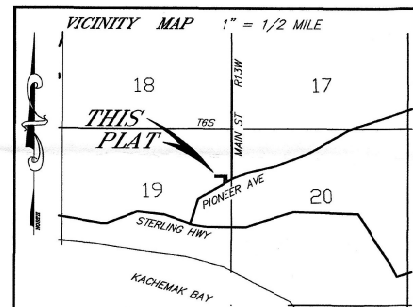 VICINITY MAP 1" = 1/2 MILE
18
17
R13W
THIS
PLAT
T6S
MAIN ST
19
PIONEER AVE
20
STERLING HWY
KACHEMAK BAY
NORTH